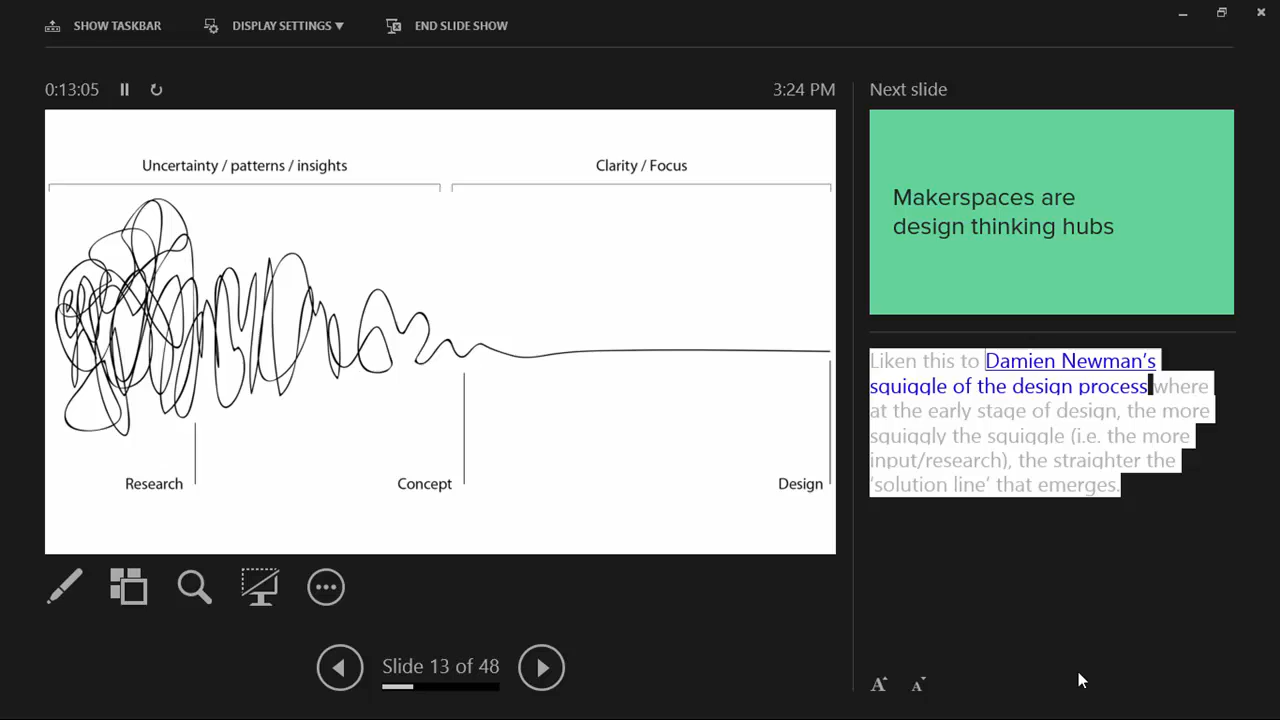 SHOW TASKBAR DISPLAY SETTINGS ▼ END SLIDE SHOW
0:13:05
3:24 PM
Uncertainty / patterns / insights
Clarity / Focus
Research
Concept
Design
Slide 13 of 48
Next slide
Makerspaces are
design thinking hubs
Liken this to Damien Newman’s
squiggle of the design process where
at the early stage of design, the more
squiggly the squiggle (i.e. the more
input/research), the straighter the
‘solution line’ that emerges.
A A